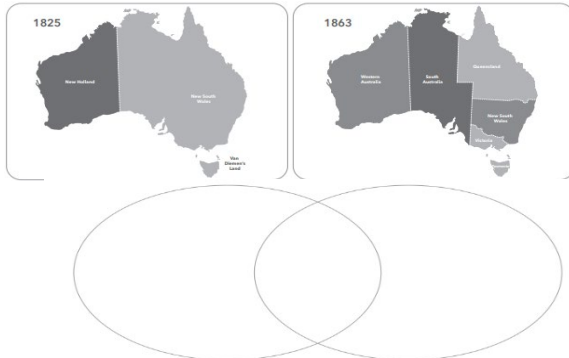 1825
New Holland
New South
Wales
Van
Diemen's
Land
1863
Western
Australia
South
Australia
Queensland
New South
Wales
Victoria